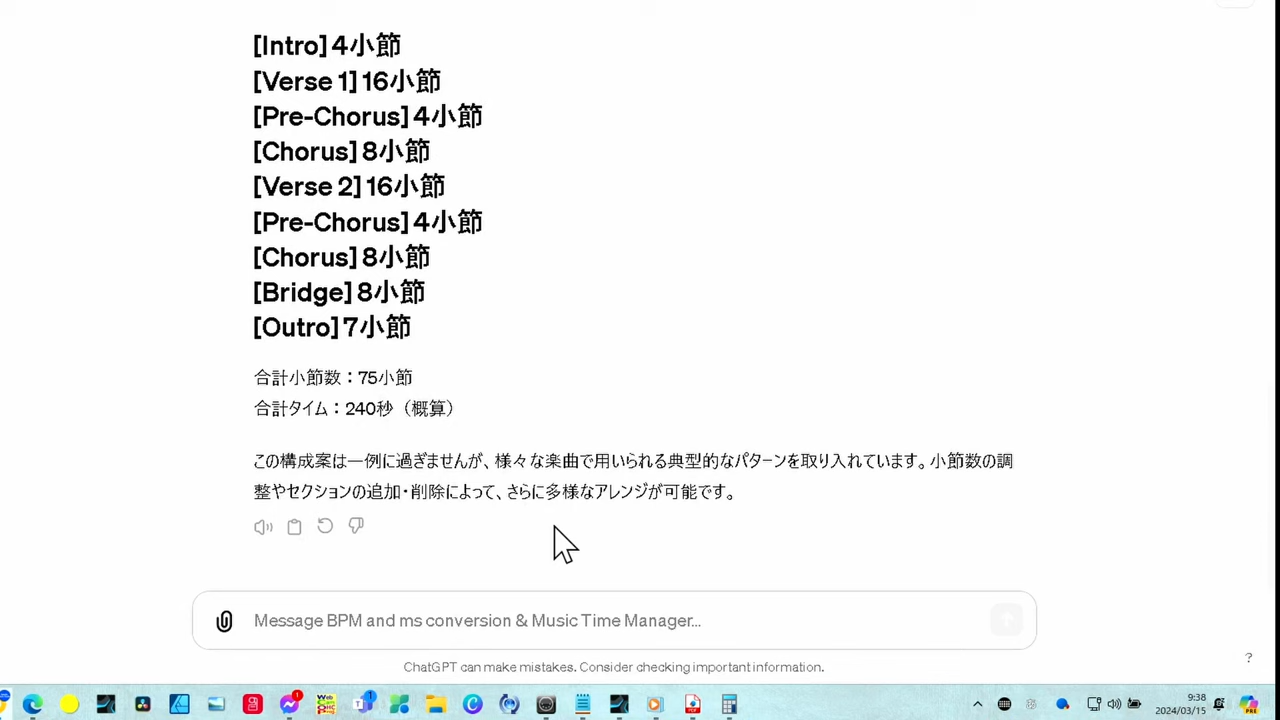 [Intro] 4小節
[Verse 1] 16小節
[Pre-Chorus] 4小節
[Chorus] 8小節
[Verse 2] 16小節
[Pre-Chorus] 4小節
[Chorus] 8小節
[Bridge] 8小節
[Outro] 7小節
合計小節数：75小節
合計タイム：240秒（概算）
この構成案は一例に過ぎませんが、様々な楽曲で用いられる典型的なパターンを取り入れています。小節数の調
整やセクションの追加・削除によって、さらに多様なアレンジが可能です。
Message BPM and ms conversion & Music Time Manager...
ChatGPT can make mistakes. Consider checking important information.
?
9:38
2024/03/15